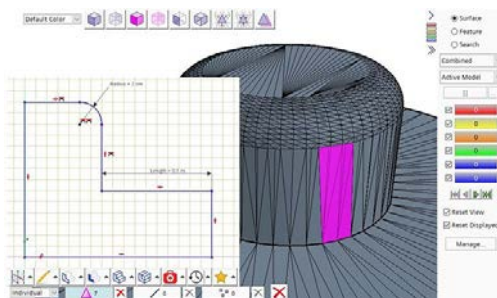 Default Color
Surface
Feature
Search
Combined
Active Model
Radius = 2 mm
Length = 0.5 m
Reset View
Reset Displayed
Manage...
Individual